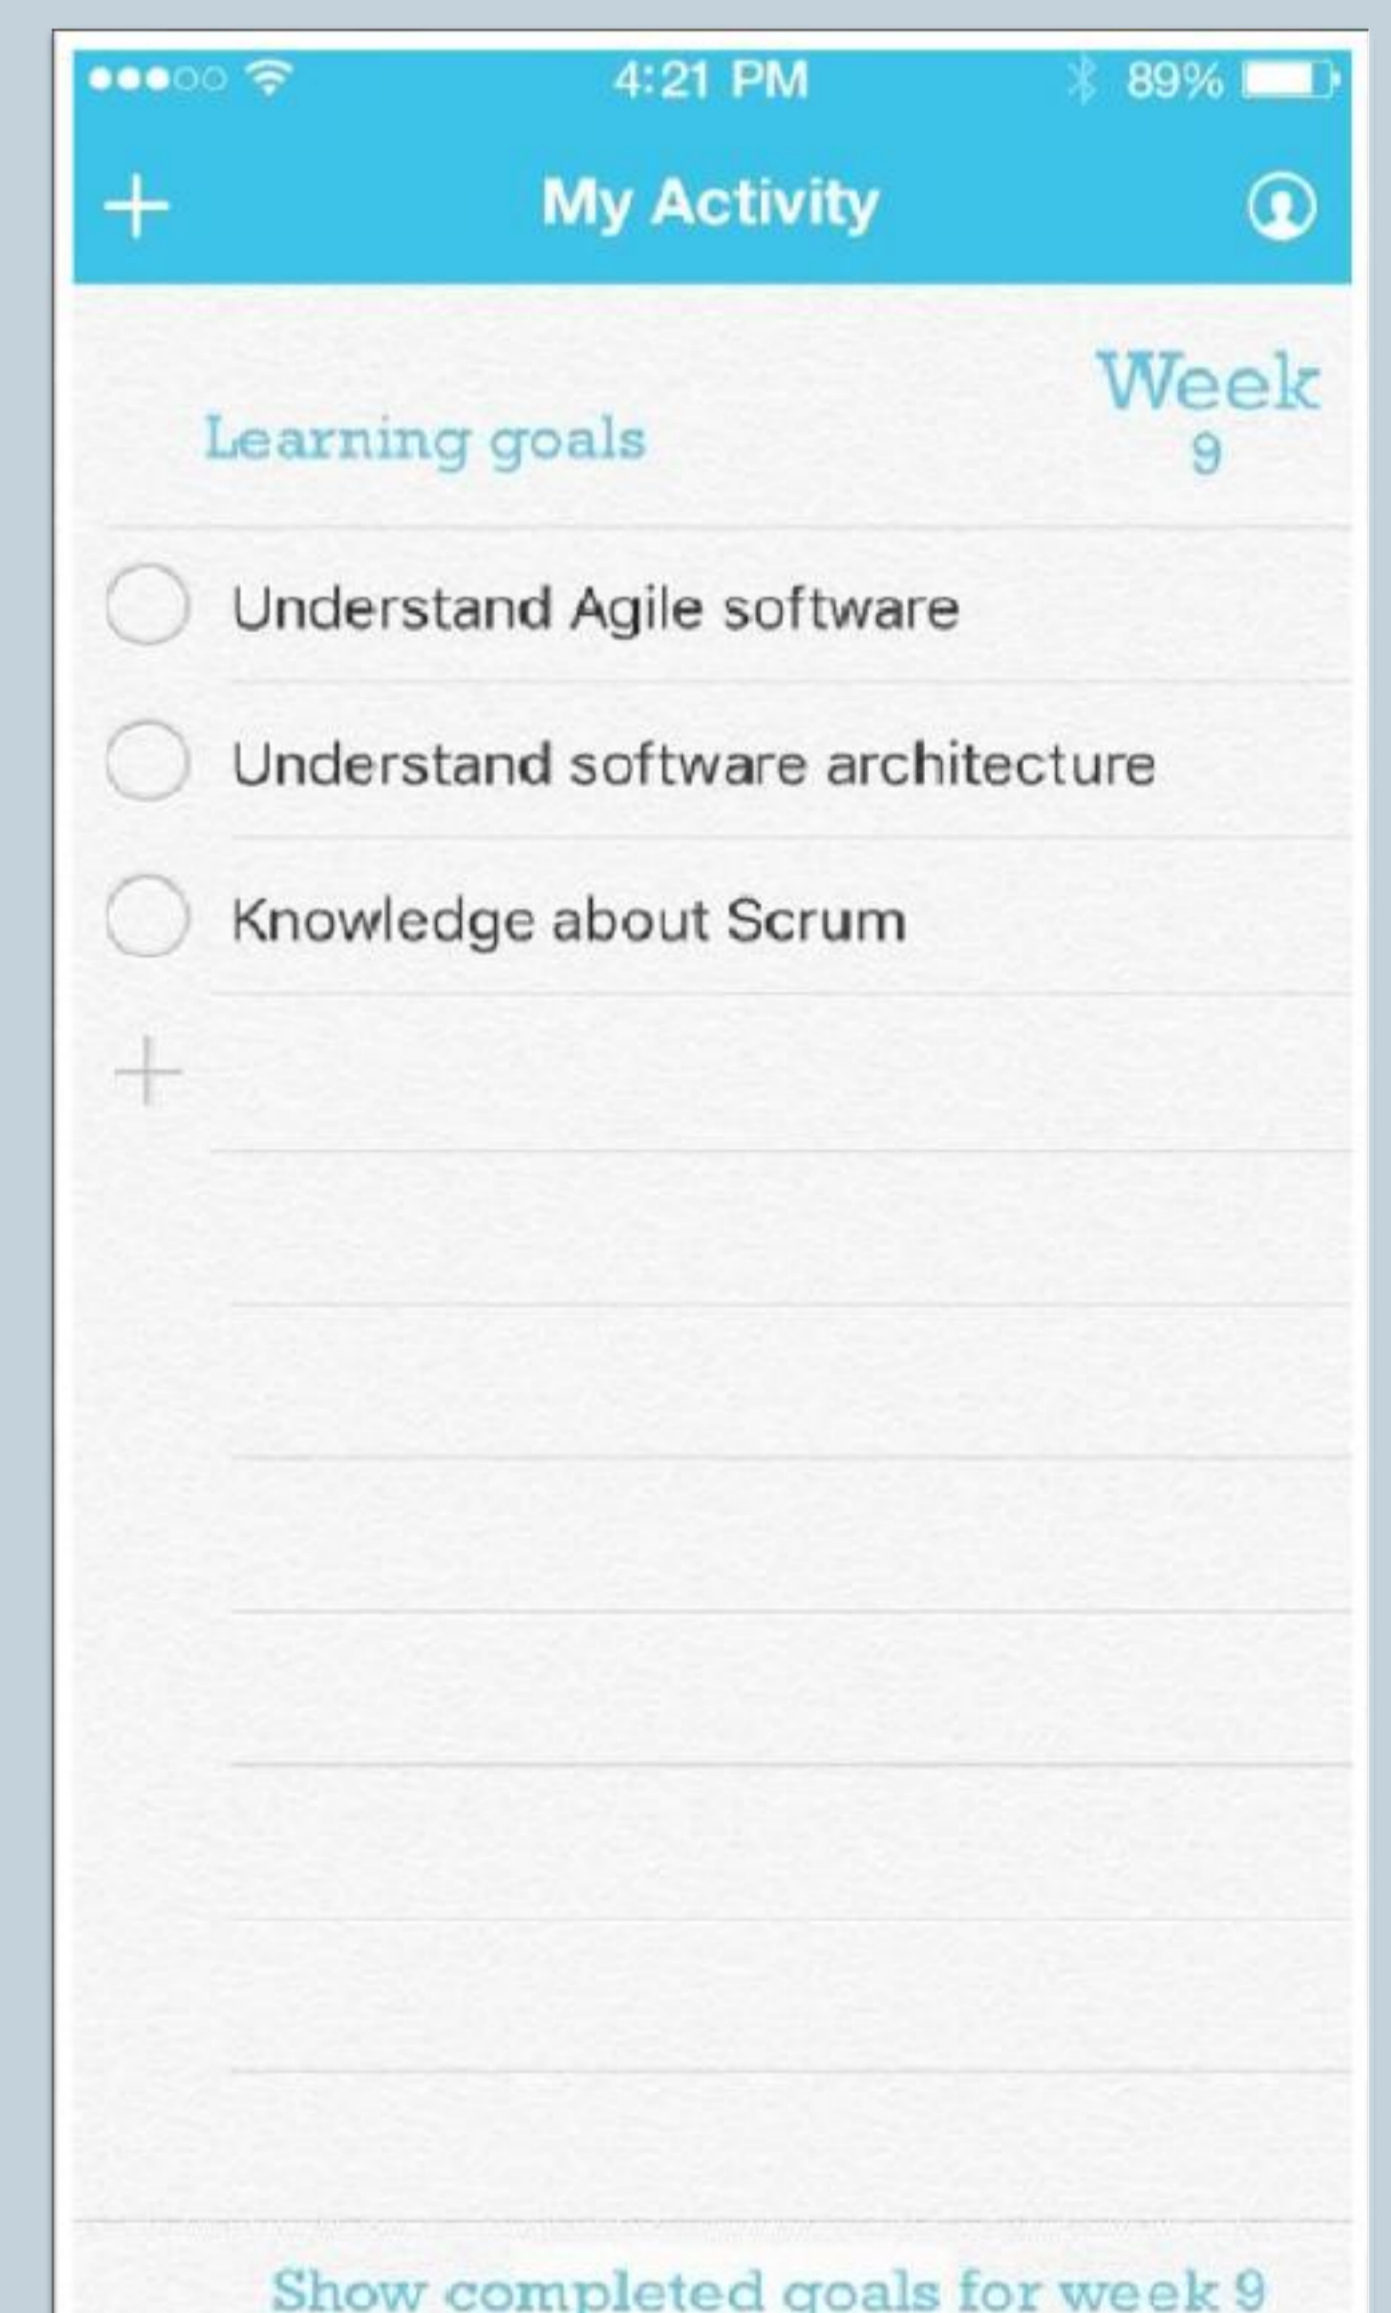 4:21 PM 89%
My Activity
Week
9
Learning goals
Understand Agile software
Understand software architecture
Knowledge about Scrum
Show completed goals for week 9